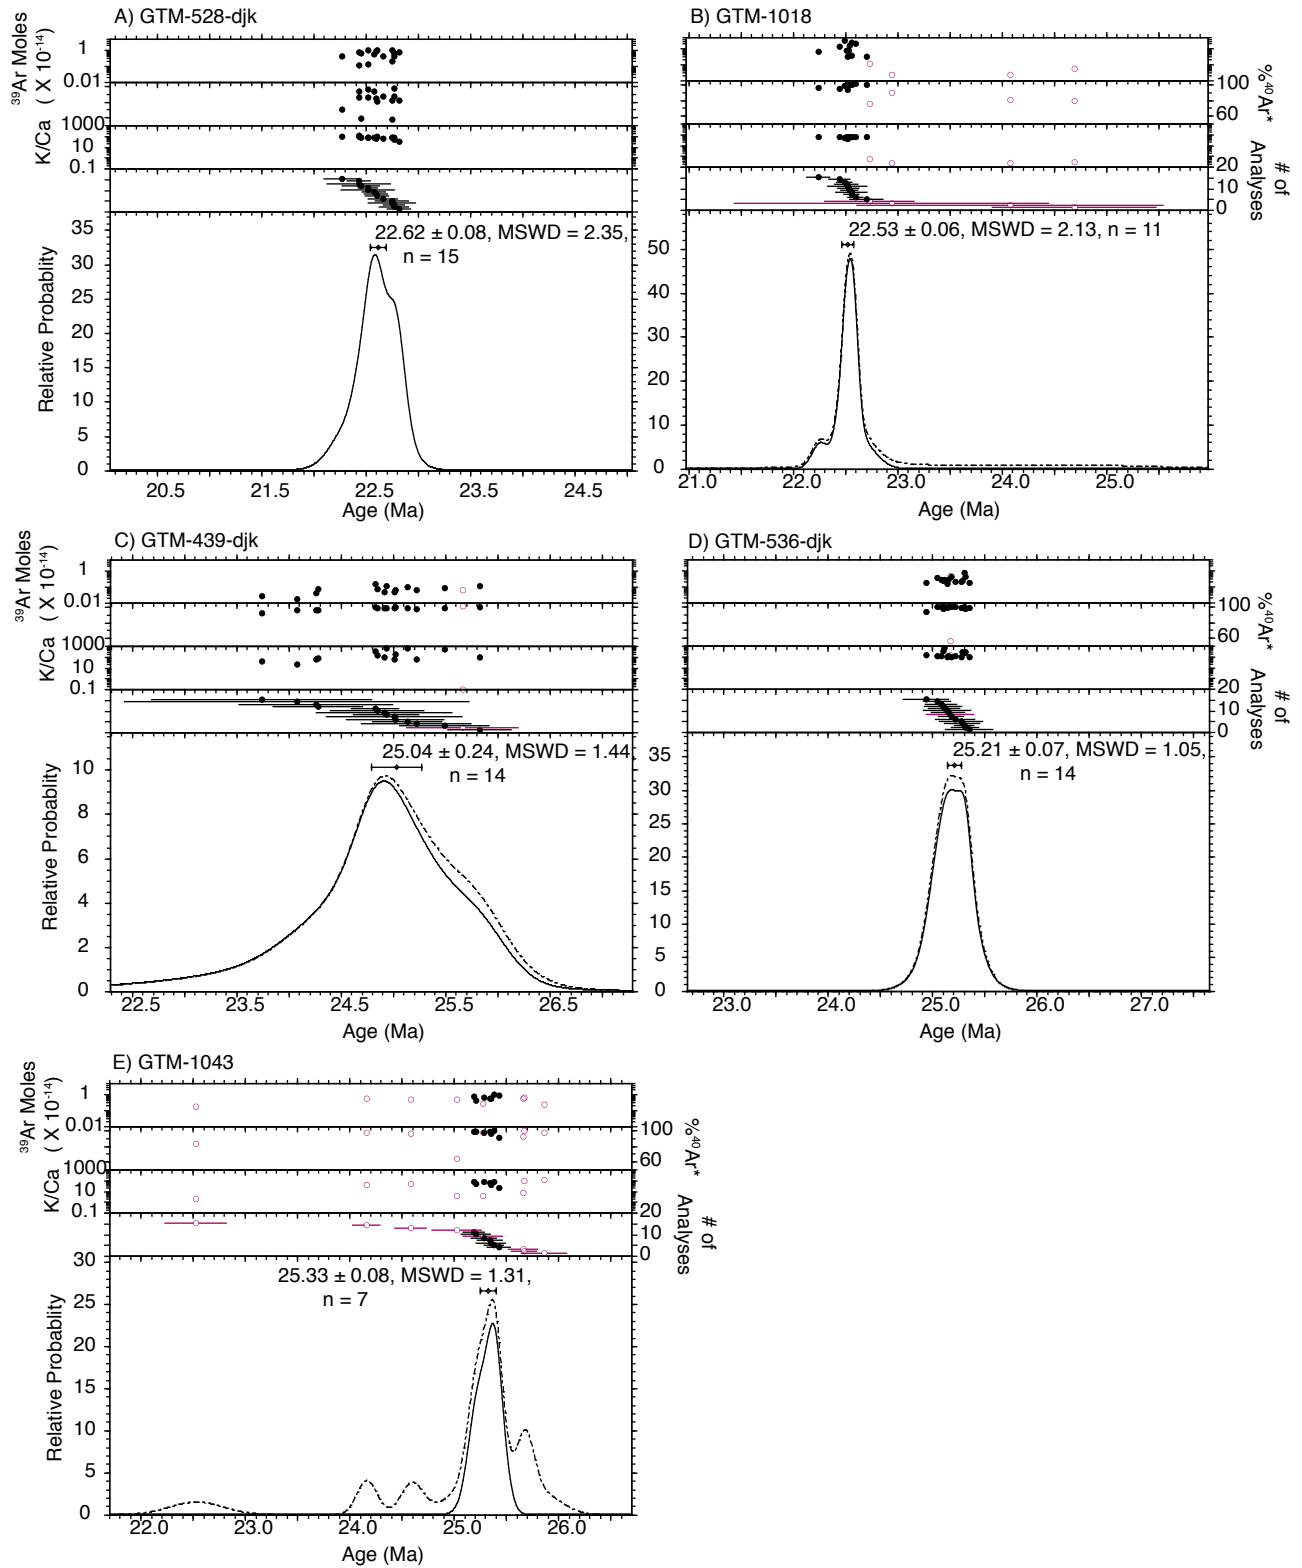 A) GTM-528-djk
39Ar Moles ( X 10-14)
1
0.01
K/Ca
1000
10
0.1
Relative Probablity
35
30
25
20
15
10
5
0
22.62 ± 0.08, MSWD = 2.35,
n = 15
20.5 21.5 22.5 23.5 24.5
Age (Ma)
B) GTM-1018
%40Ar*
100
60
# of Analyses
20
10
0
50
40
30
20
10
0
22.53 ± 0.06, MSWD = 2.13, n = 11
21.0 22.0 23.0 24.0 25.0
Age (Ma)
C) GTM-439-djk
39Ar Moles ( X 10-14)
1
0.01
K/Ca
1000
10
0.1
Relative Probablity
10
8
6
4
2
0
25.04 ± 0.24, MSWD = 1.44,
n = 14
22.5 23.5 24.5 25.5 26.5
Age (Ma)
D) GTM-536-djk
%40Ar*
100
60
# of Analyses
20
10
0
35
30
25
20
15
10
5
0
25.21 ± 0.07, MSWD = 1.05,
n = 14
23.0 24.0 25.0 26.0 27.0
Age (Ma)
E) GTM-1043
39Ar Moles ( X 10-14)
1
0.01
K/Ca
1000
10
0.1
%40Ar*
100
60
# of Analyses
20
10
0
Relative Probablity
30
25
20
15
10
5
0
25.33 ± 0.08, MSWD = 1.31,
n = 7
22.0 23.0 24.0 25.0 26.0
Age (Ma)